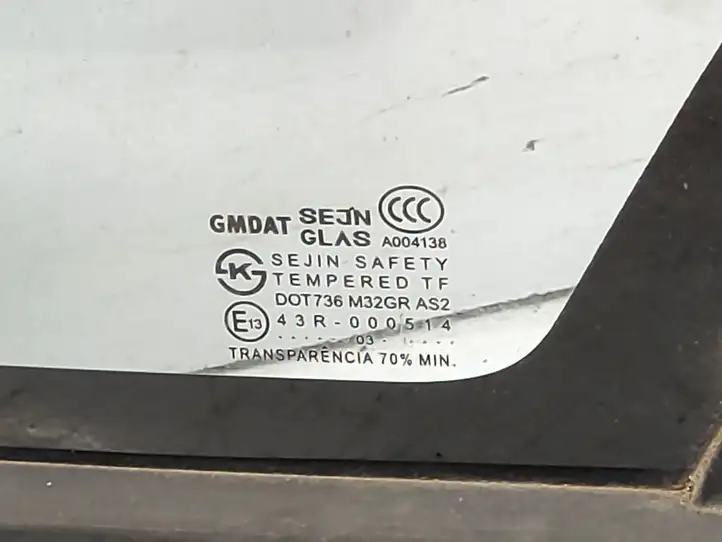 GMDAT SEJN CCC
GLAS A004138
K SEJIN SAFETY
TEMPERED TF
DOT736 M32GR AS2
E13 43R-000514
. . . . . . 03 . . . . .
TRANSPARÊNCIA 70% MIN.